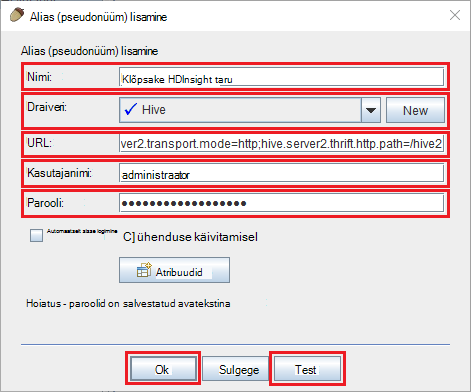 Alias (pseudonüüm) lisamine
Alias (pseudonüüm) lisamine
Nimi: Klõpsake HDInsight taru
Draiveri: Hive New
URL: ver2.transport.mode=http;hive.server2.thrift.http.path=/hive2
Kasutajanimi: administraator
Parooli: ●●●●●●●●●●●●●●●●●●
Automaatselt sisse logimine C] ühenduse käivitamisel
Atribuudid
Hoiatus - paroolid on salvestatud avatekstina
Ok Sulgege Test